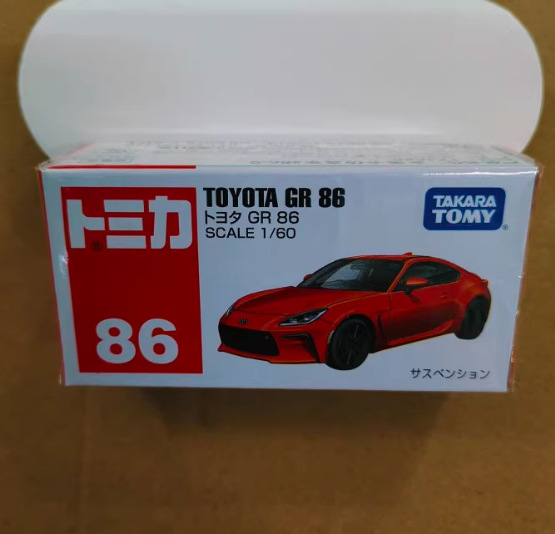 トミカ
86
TOYOTA GR 86
トヨタ GR 86
SCALE 1/60
TAKARA
TOMY
サスペンション